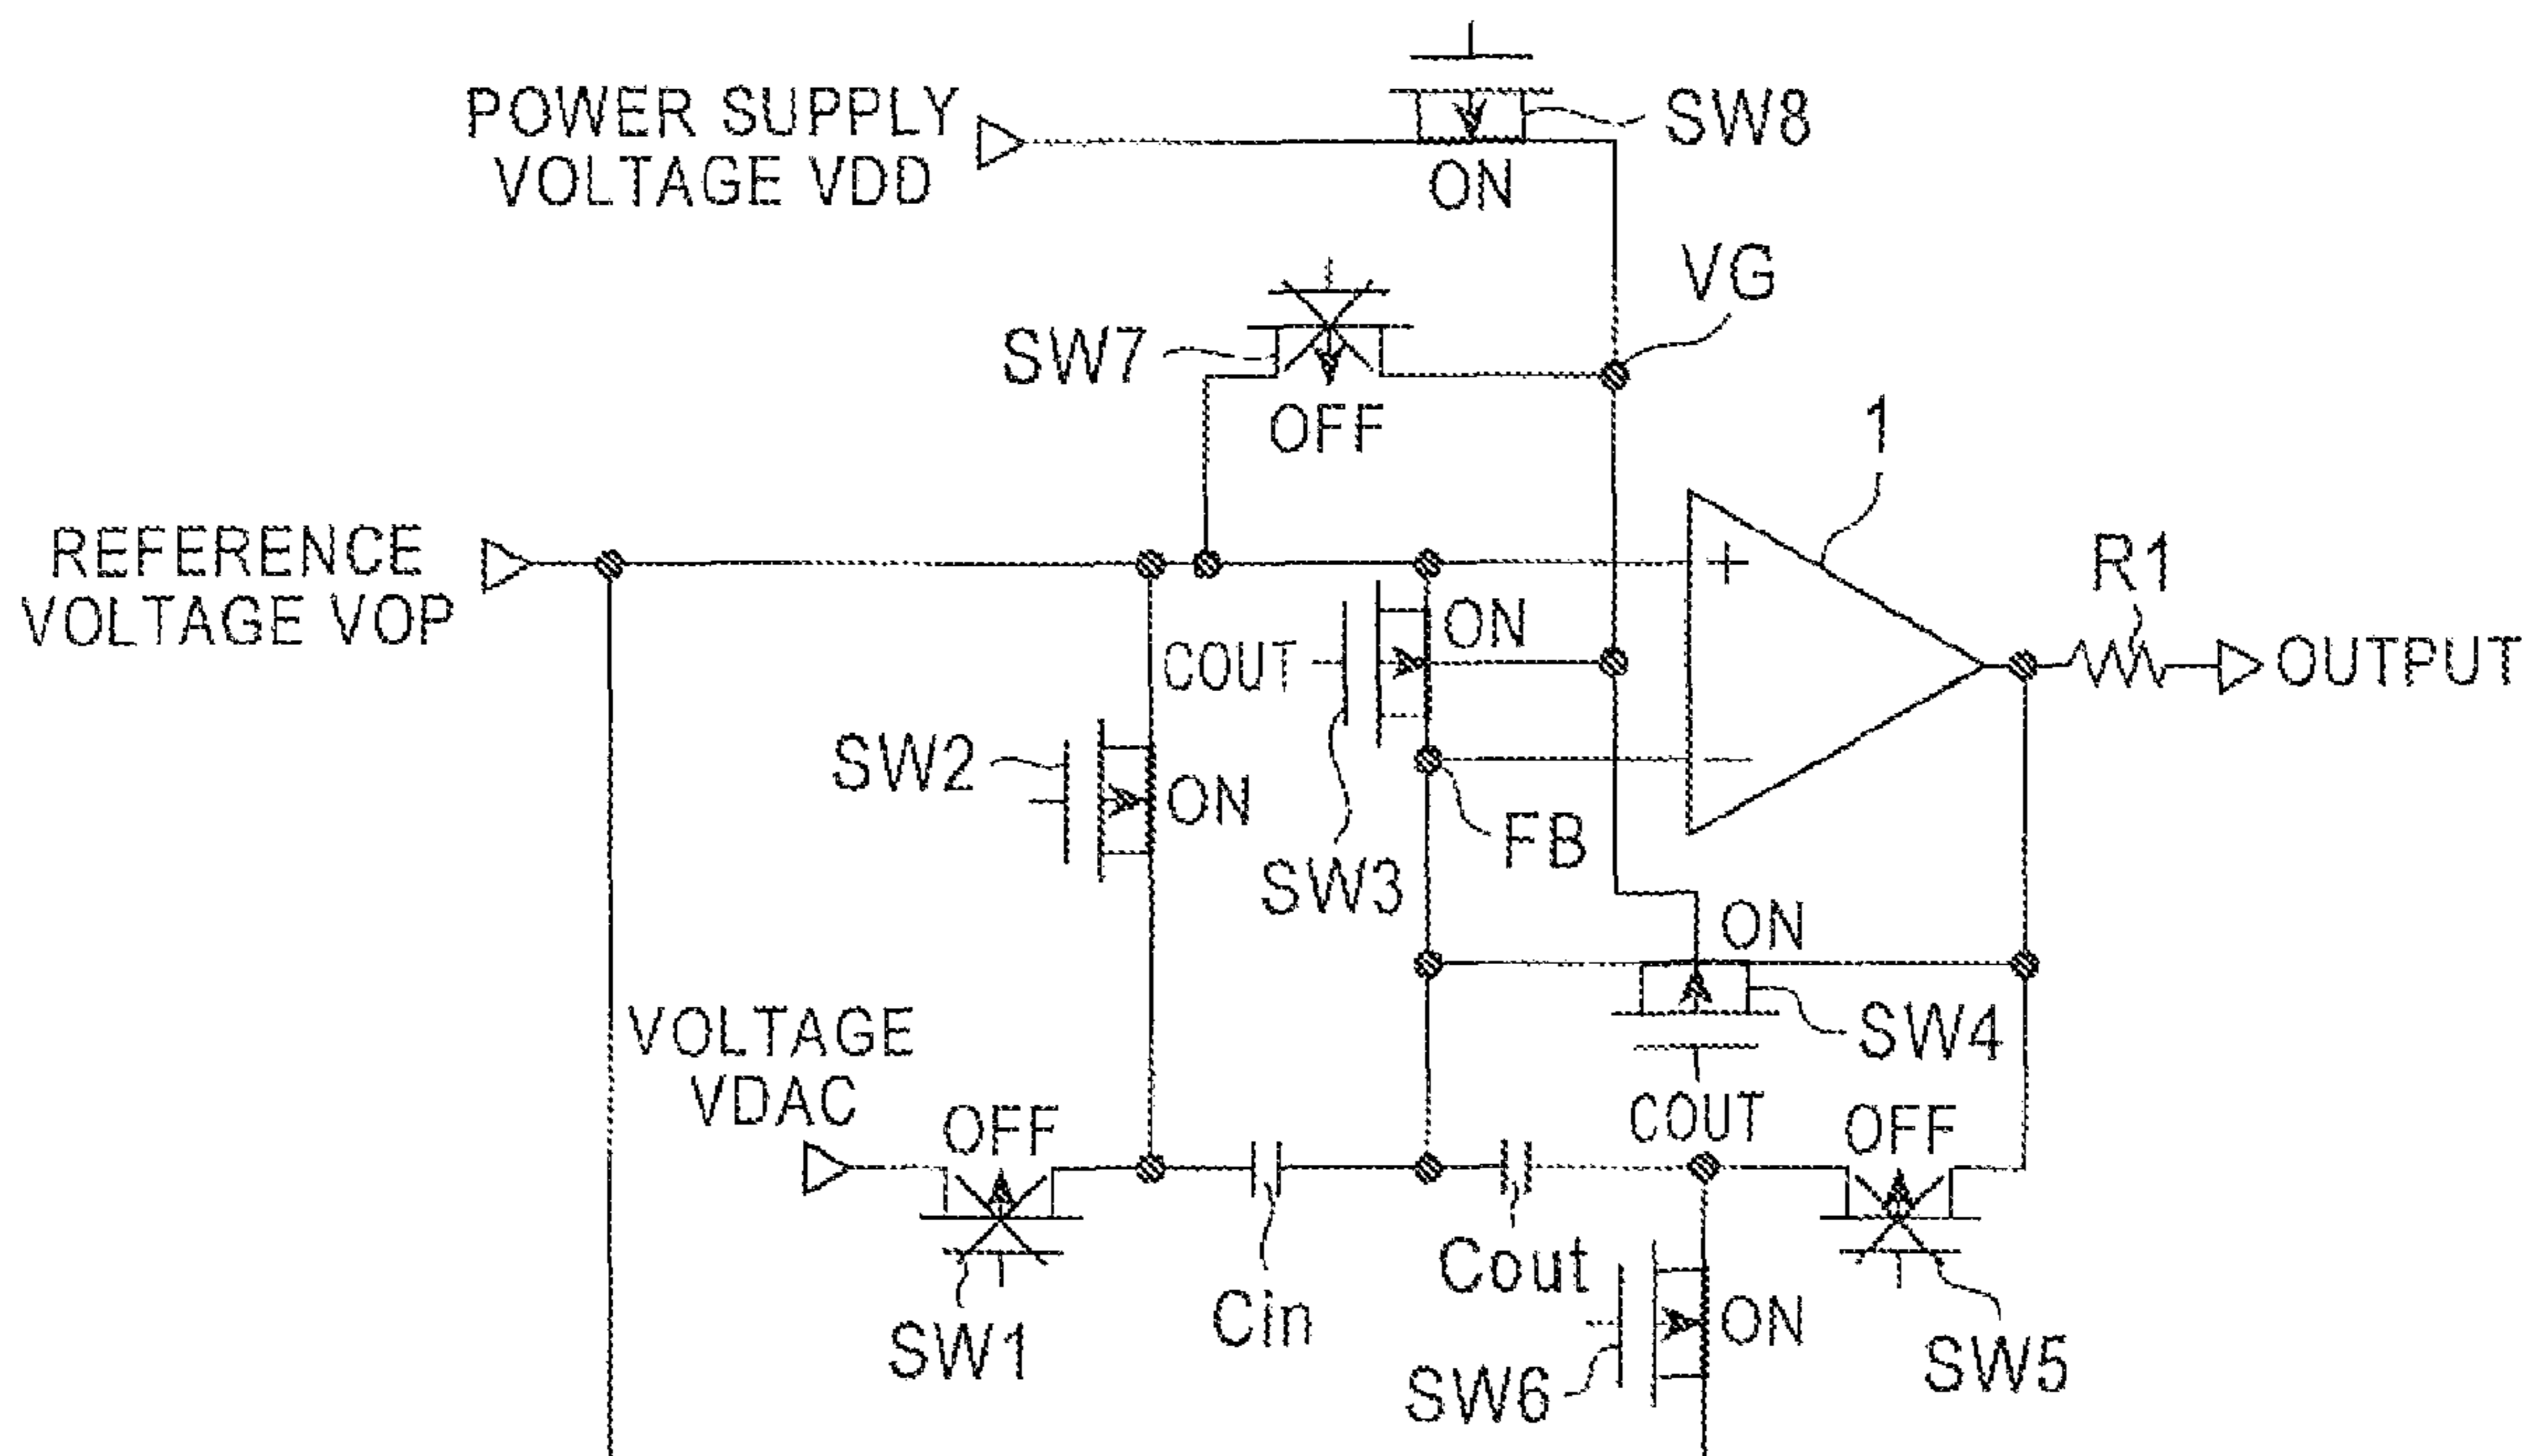 POWER SUPPLY
VOLTAGE VDD
SW8
ON
VG
SW7
OFF
1
REFERENCE
VOLTAGE VOP
+
R1
ON
COUT
OUTPUT
SW2
ON
−
SW3
FB
ON
VOLTAGE
VDAC
SW4
OFF
COUT
OFF
Cout
Cin
ON
SW1
SW6
SW5